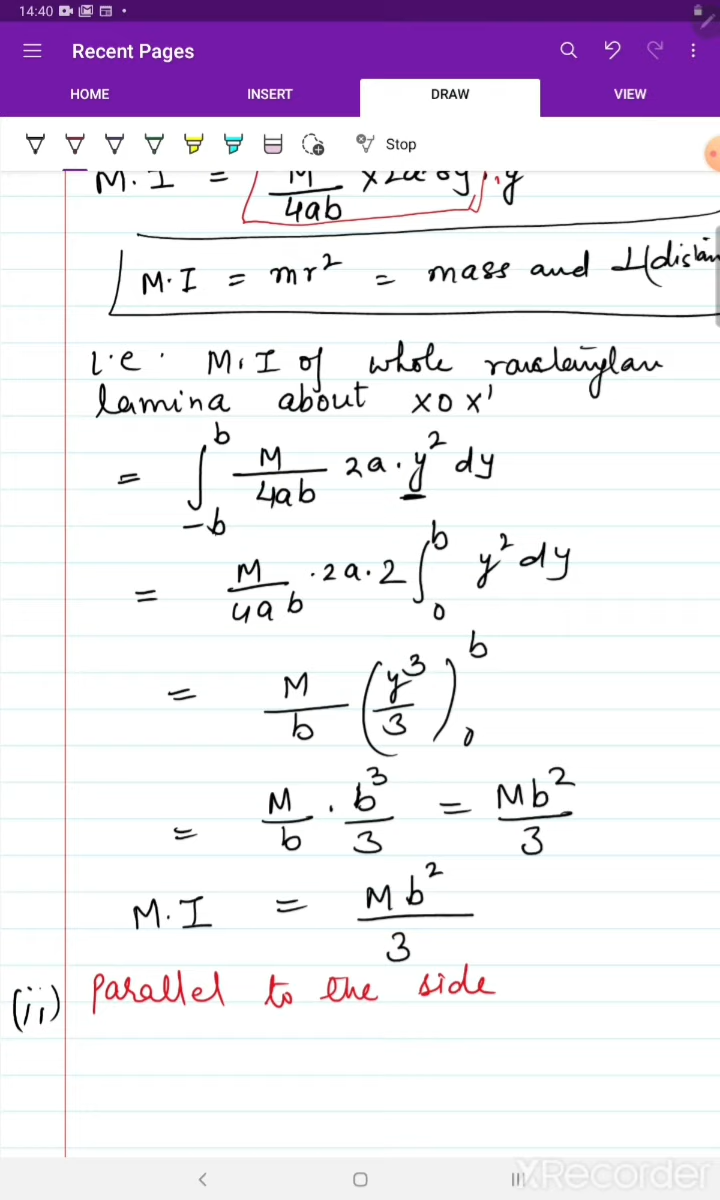 14:40
Recent Pages
HOME INSERT DRAW VIEW
Stop
M.I = M/4ab × 2a δy . y
M.I = mr² = mass and ⊥(distan
i.e. M.I of whole
lamina about XOX'
= ∫_{-b}^{b} M/4ab 2a . y² dy
= M/4ab . 2a . 2 ∫_0^b y² dy
= M/b (y³/3)_0^b
= M/b . b³/3 = Mb²/3
M.I = Mb²/3
(ii) Parallel to the side
XRecorder